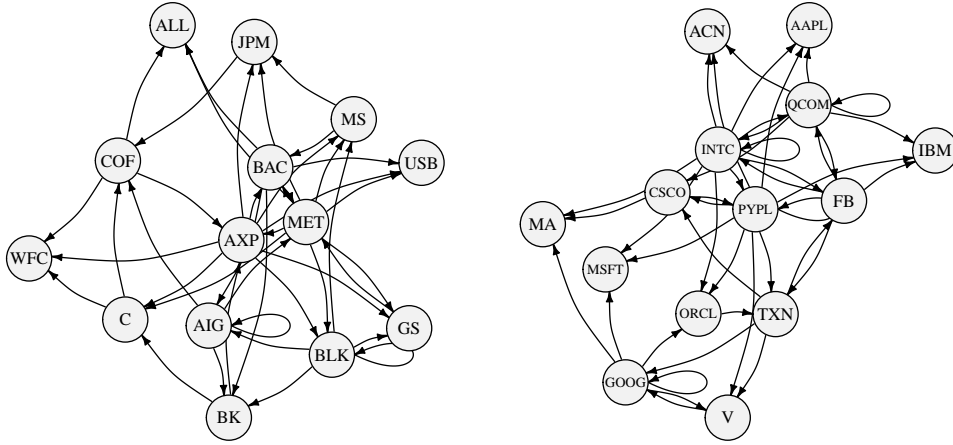 ALL
JPM
MS
COF
BAC
USB
MET
AXP
WFC
C
AIG
GS
BLK
BK
ACN
AAPL
QCOM
INTC
IBM
CSCO
PYPL
FB
MA
MSFT
ORCL
TXN
GOOG
V